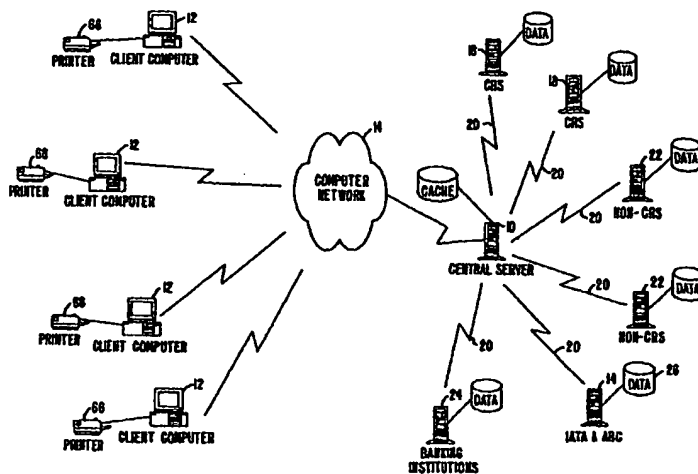 68
12
PRINTER
CLIENT COMPUTER
68
12
PRINTER
CLIENT COMPUTER
68
12
PRINTER
CLIENT COMPUTER
68
12
PRINTER
CLIENT COMPUTER
14
COMPUTER
NETWORK
CACHE
10
CENTRAL SERVER
18
DATA
CRS
20
18
DATA
CRS
20
22
DATA
NON-CRS
20
22
DATA
NON-CRS
20
14
DATA
26
IATA & ARC
20
24
DATA
BANKING
INSTITUTIONS
20